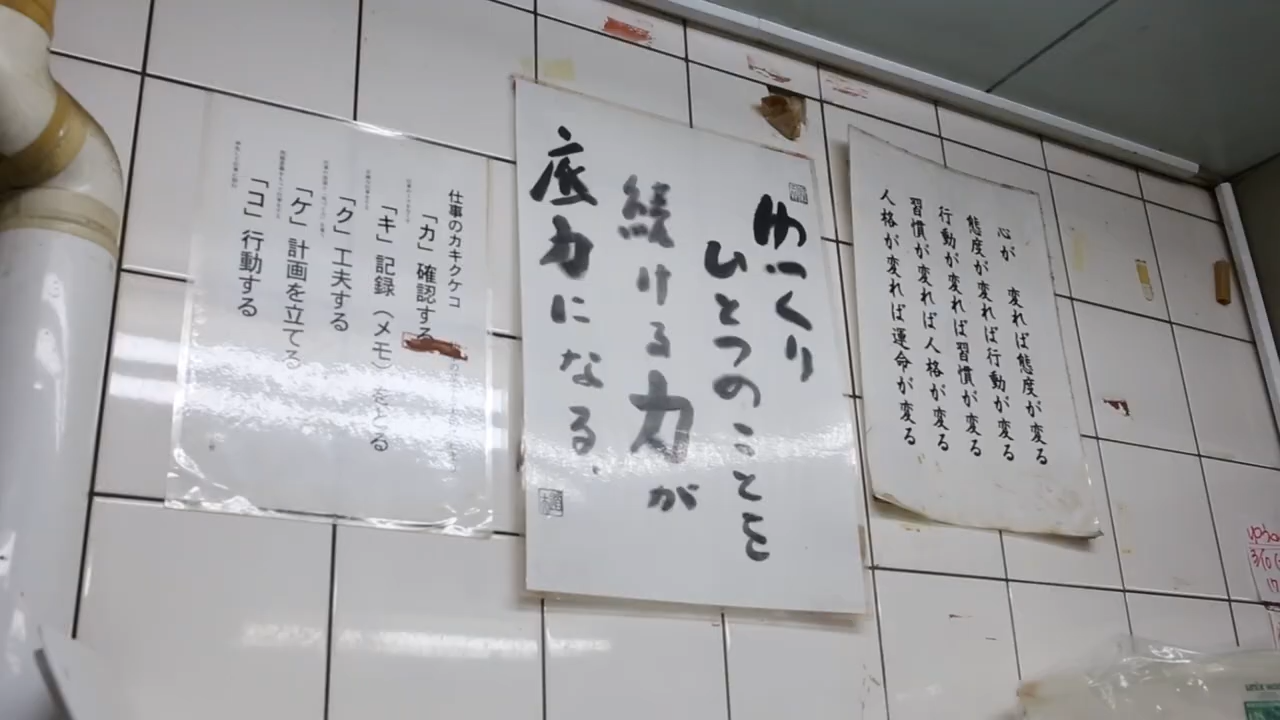 心が 変れば態度が変る
態度が変れば行動が変る
行動が変れば習慣が変る
習慣が変れば人格が変る
人格が変れば運命が変る
ゆっくり
ひとつのことを
続ける力が
底力になる.
仕事のカキクケコ
「カ」確認する
「キ」記録(メモ)をとる
「ク」工夫する
「ケ」計画を立てる
「コ」行動する